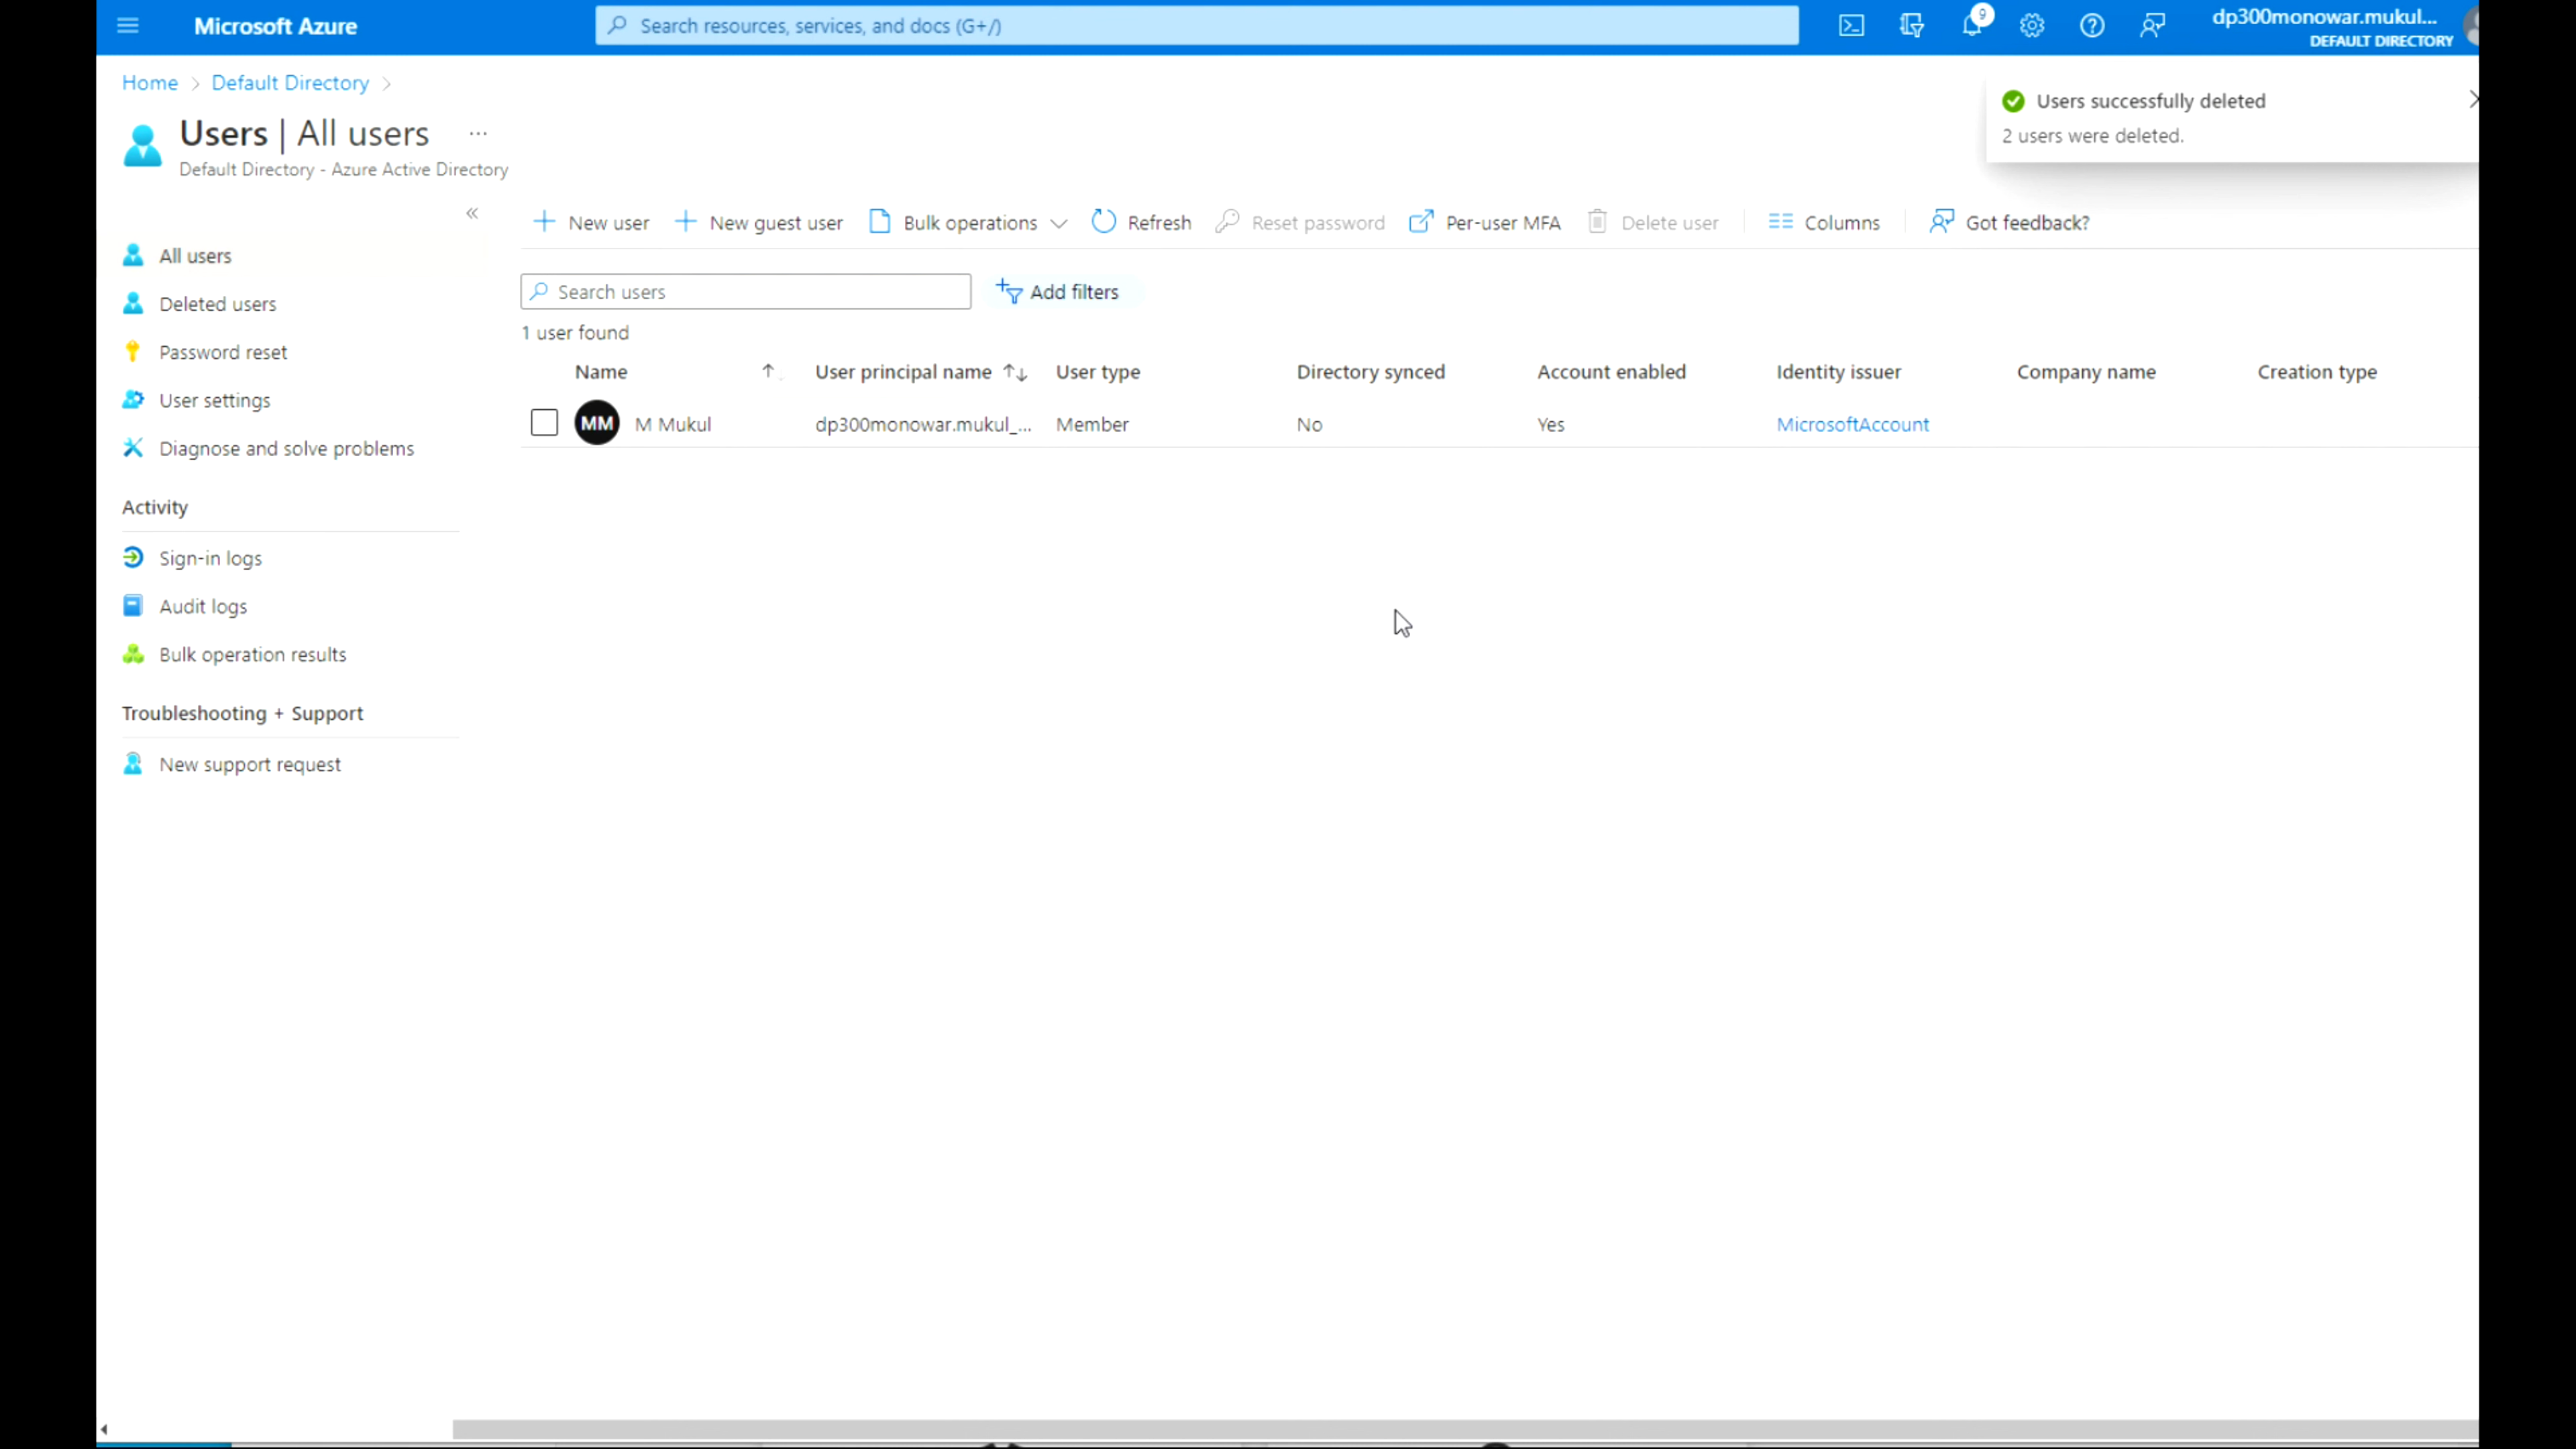 Microsoft Azure
Search resources, services, and docs (G+/)
9
dp300monowar.mukul...
DEFAULT DIRECTORY
Home > Default Directory >
Users | All users ...
Default Directory - Azure Active Directory
Users successfully deleted
2 users were deleted.
New user New guest user Bulk operations Refresh Reset password Per-user MFA Delete user Columns Got feedback?
All users
Deleted users
Password reset
User settings
Diagnose and solve problems
Activity
Sign-in logs
Audit logs
Bulk operation results
Troubleshooting + Support
New support request
Search users Add filters
1 user found
Name User principal name User type Directory synced Account enabled Identity issuer Company name Creation type
MM M Mukul dp300monowar.mukul_... Member No Yes MicrosoftAccount